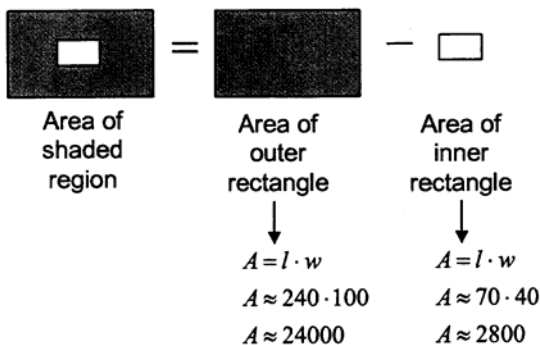 = −
Area of shaded region
Area of outer rectangle
Area of inner rectangle
A = l · w
A ≈ 240 · 100
A ≈ 24000
A = l · w
A ≈ 70 · 40
A ≈ 2800